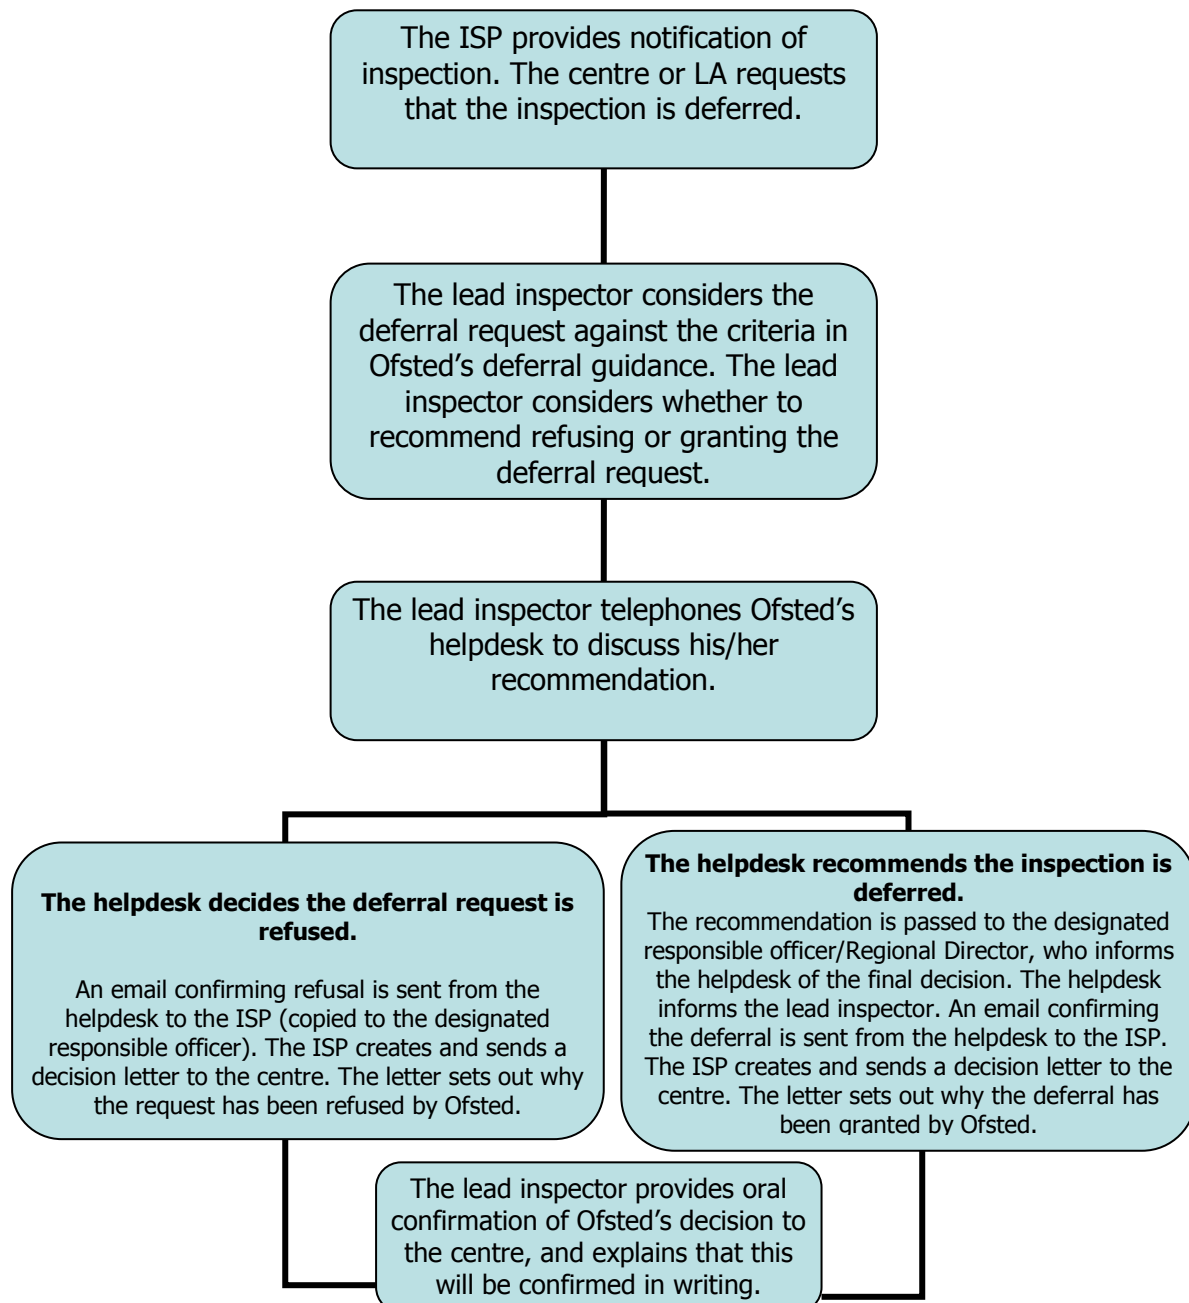 The ISP provides notification of
inspection. The centre or LA requests
that the inspection is deferred.
The lead inspector considers the
deferral request against the criteria in
Ofsted’s deferral guidance. The lead
inspector considers whether to
recommend refusing or granting the
deferral request.
The lead inspector telephones Ofsted’s
helpdesk to discuss his/her
recommendation.
The helpdesk decides the deferral request is
refused.
An email confirming refusal is sent from the
helpdesk to the ISP (copied to the designated
responsible officer). The ISP creates and sends a
decision letter to the centre. The letter sets out why
the request has been refused by Ofsted.
The helpdesk recommends the inspection is
deferred.
The recommendation is passed to the designated
responsible officer/Regional Director, who informs
the helpdesk of the final decision. The helpdesk
informs the lead inspector. An email confirming
the deferral is sent from the helpdesk to the ISP.
The ISP creates and sends a decision letter to the
centre. The letter sets out why the deferral has
been granted by Ofsted.
The lead inspector provides oral
confirmation of Ofsted’s decision to
the centre, and explains that this
will be confirmed in writing.